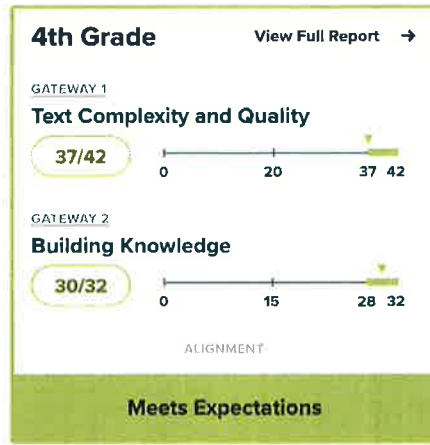 4th Grade
View Full Report →
GATEWAY 1
Text Complexity and Quality
37/42
0 20 37 42
GATEWAY 2
Building Knowledge
30/32
0 15 28 32
ALIGNMENT
Meets Expectations